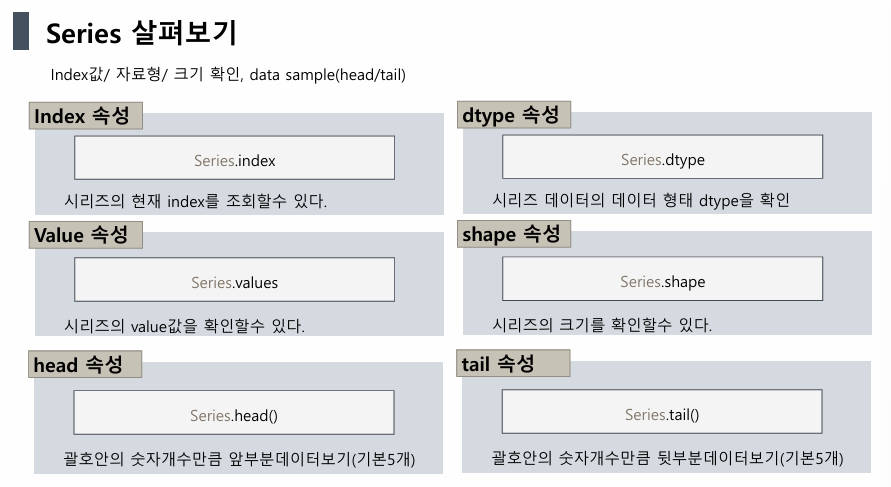 Series 살펴보기
Index값/ 자료형/ 크기 확인, data sample(head/tail)
Index 속성
Series.index
시리즈의 현재 index를 조회할수 있다.
dtype 속성
Series.dtype
시리즈 데이터의 데이터 형태 dtype을 확인
Value 속성
Series.values
시리즈의 value값을 확인할수 있다.
shape 속성
Series.shape
시리즈의 크기를 확인할수 있다.
head 속성
Series.head()
괄호안의 숫자개수만큼 앞부분데이터보기(기본5개)
tail 속성
Series.tail()
괄호안의 숫자개수만큼 뒷부분데이터보기(기본5개)